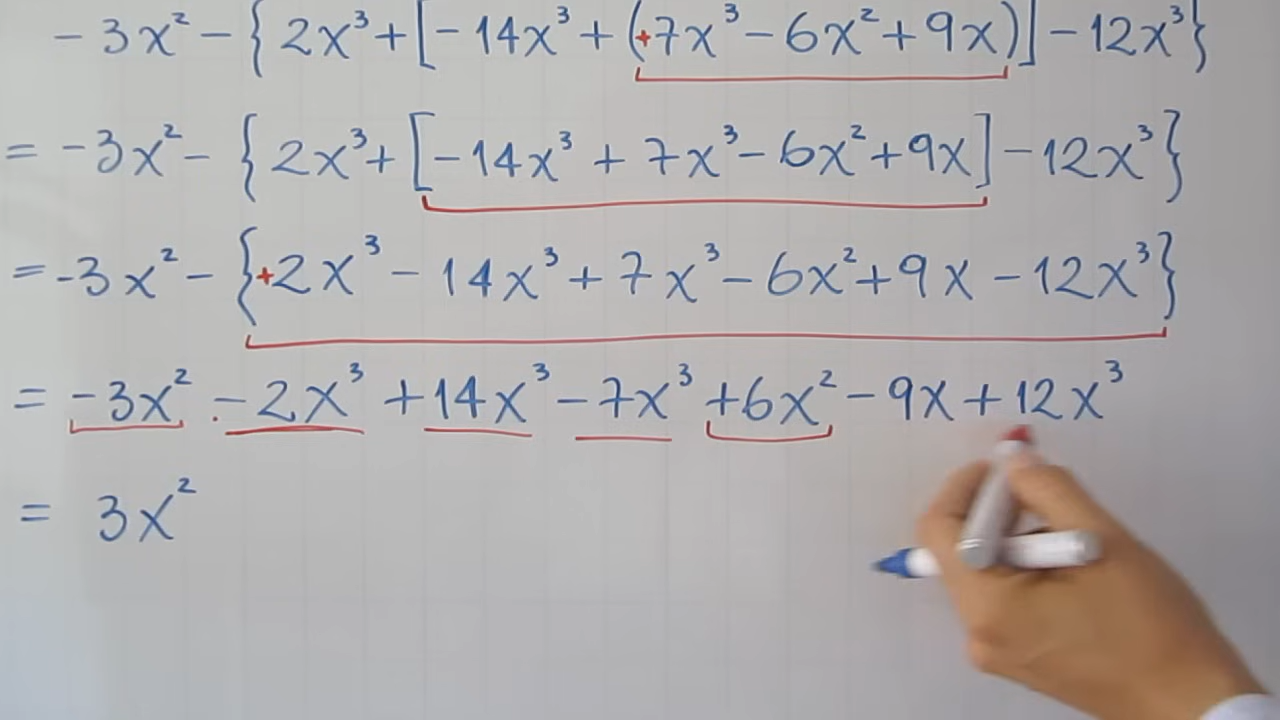 -3x² - {2x³ + [-14x³ + (+7x³ - 6x² + 9x)] - 12x³}
= -3x² - {2x³ + [-14x³ + 7x³ - 6x² + 9x] - 12x³}
= -3x² - {+2x³ - 14x³ + 7x³ - 6x² + 9x - 12x³}
= -3x² - 2x³ + 14x³ - 7x³ + 6x² - 9x + 12x³
= 3x²